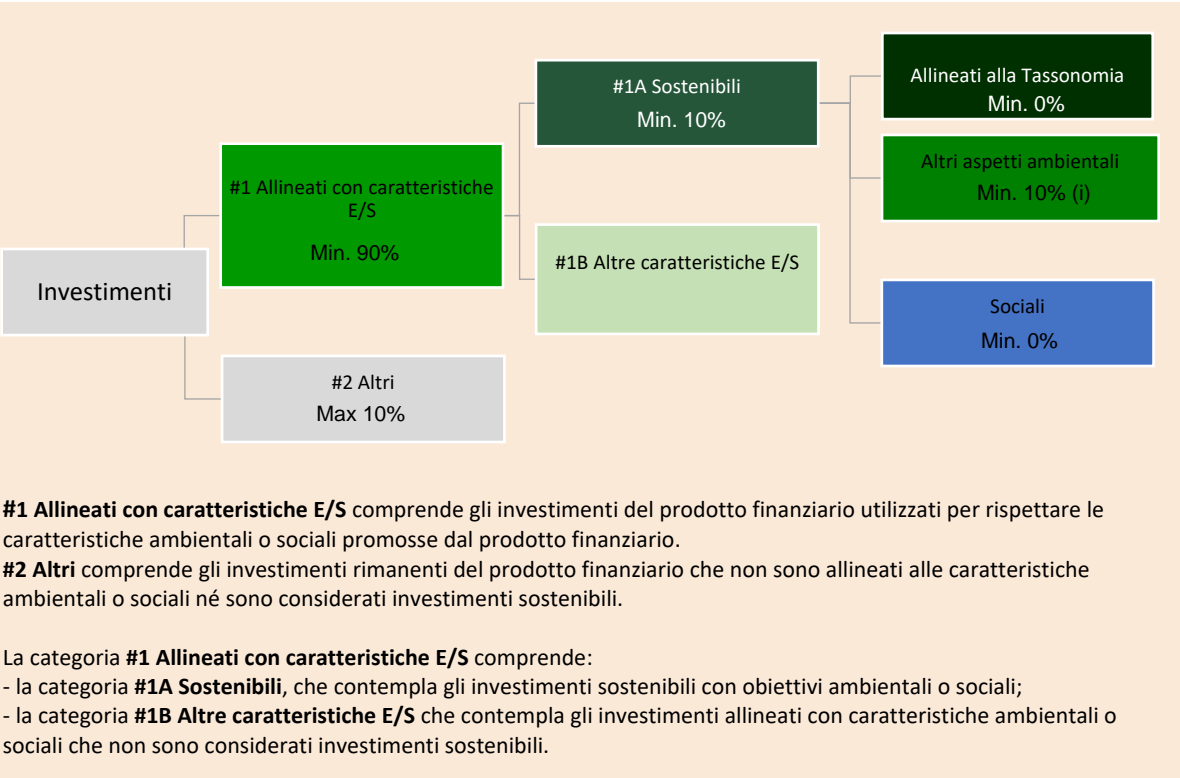 Investimenti
#1 Allineati con caratteristiche
E/S
Min. 90%
#2 Altri
Max 10%
#1A Sostenibili
Min. 10%
#1B Altre caratteristiche E/S
Allineati alla Tassonomia
Min. 0%
Altri aspetti ambientali
Min. 10% (i)
Sociali
Min. 0%
#1 Allineati con caratteristiche E/S comprende gli investimenti del prodotto finanziario utilizzati per rispettare le
caratteristiche ambientali o sociali promosse dal prodotto finanziario.
#2 Altri comprende gli investimenti rimanenti del prodotto finanziario che non sono allineati alle caratteristiche
ambientali o sociali né sono considerati investimenti sostenibili.
La categoria #1 Allineati con caratteristiche E/S comprende:
- la categoria #1A Sostenibili, che contempla gli investimenti sostenibili con obiettivi ambientali o sociali;
- la categoria #1B Altre caratteristiche E/S che contempla gli investimenti allineati con caratteristiche ambientali o
sociali che non sono considerati investimenti sostenibili.